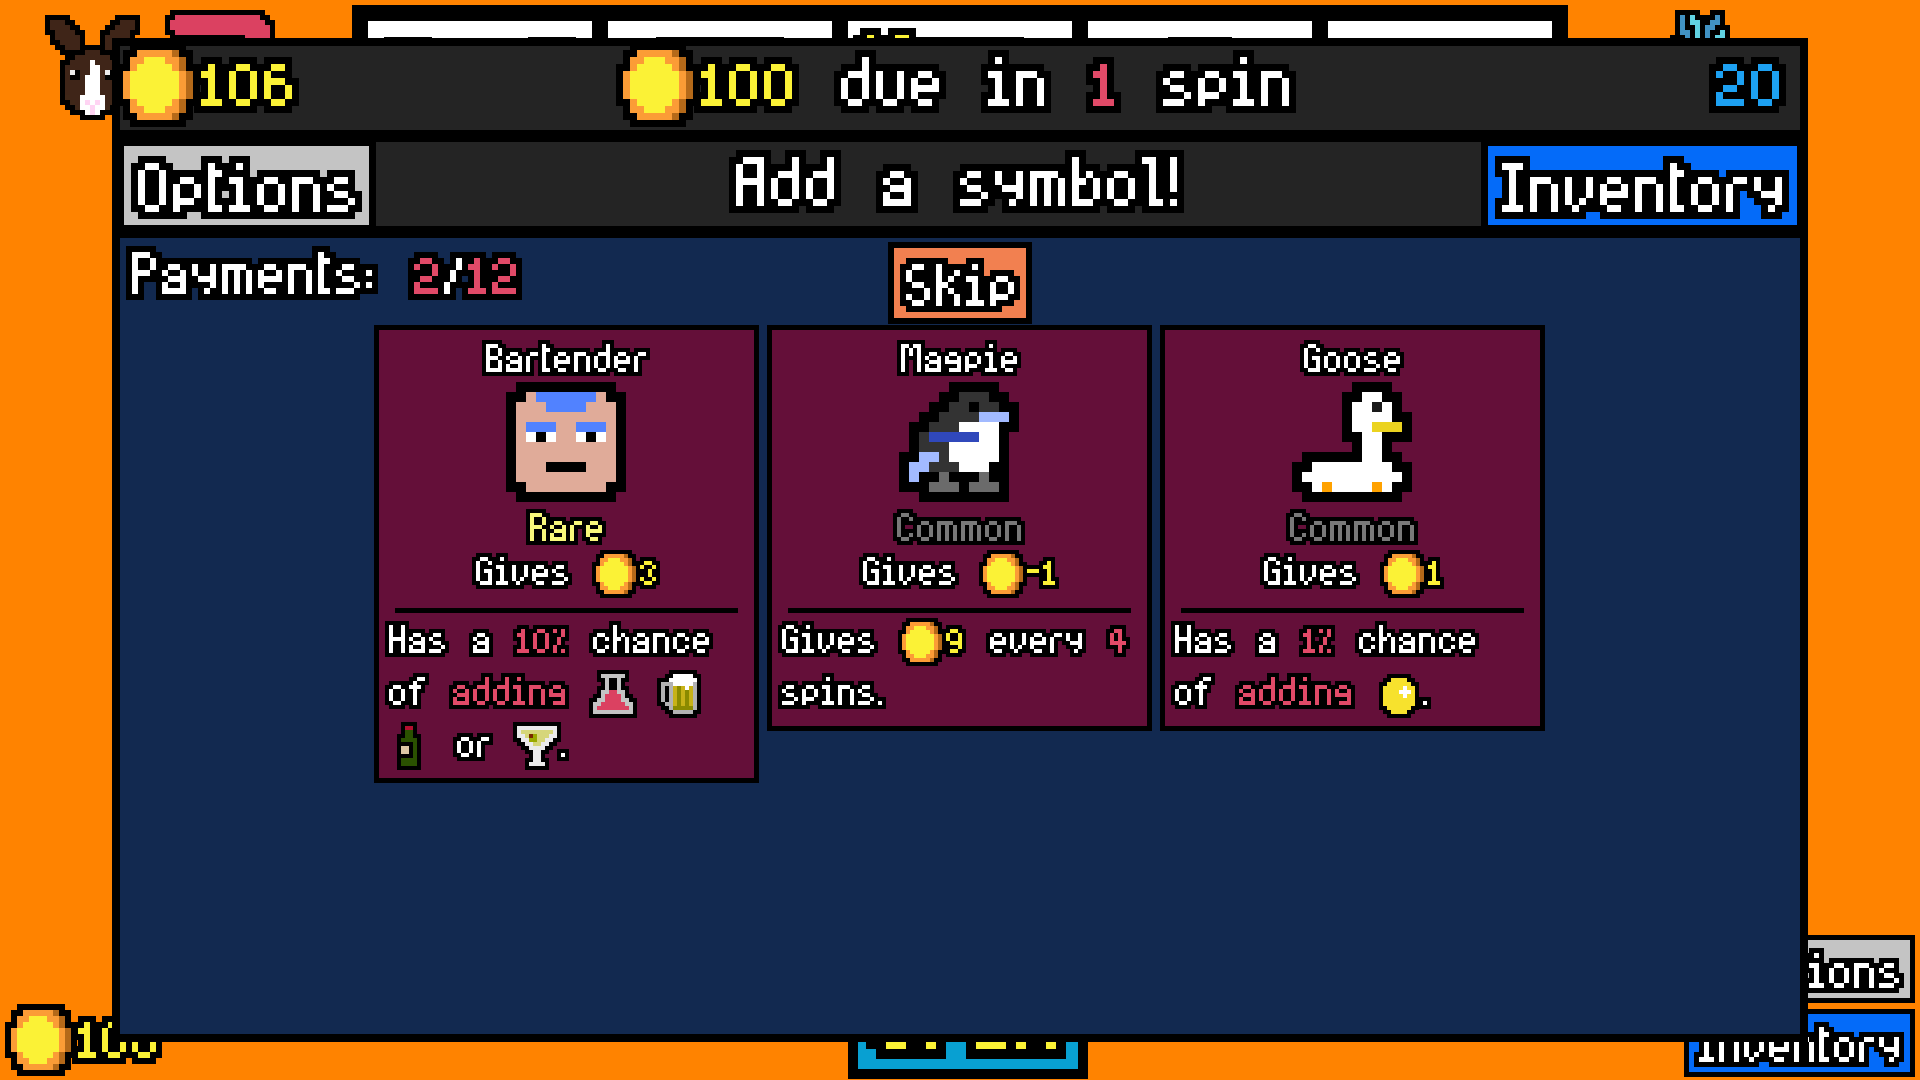 106 100 due in 1 spin 20
Options Add a symbol! Inventory
Payments: 2/12
Skip
Bartender
Rare
Gives 3
Has a 10% chance
of adding
or .
Magpie
Common
Gives -1
Gives 9 every 4
spins.
Goose
Common
Gives 1
Has a 1% chance
of adding .
ions
Inventory